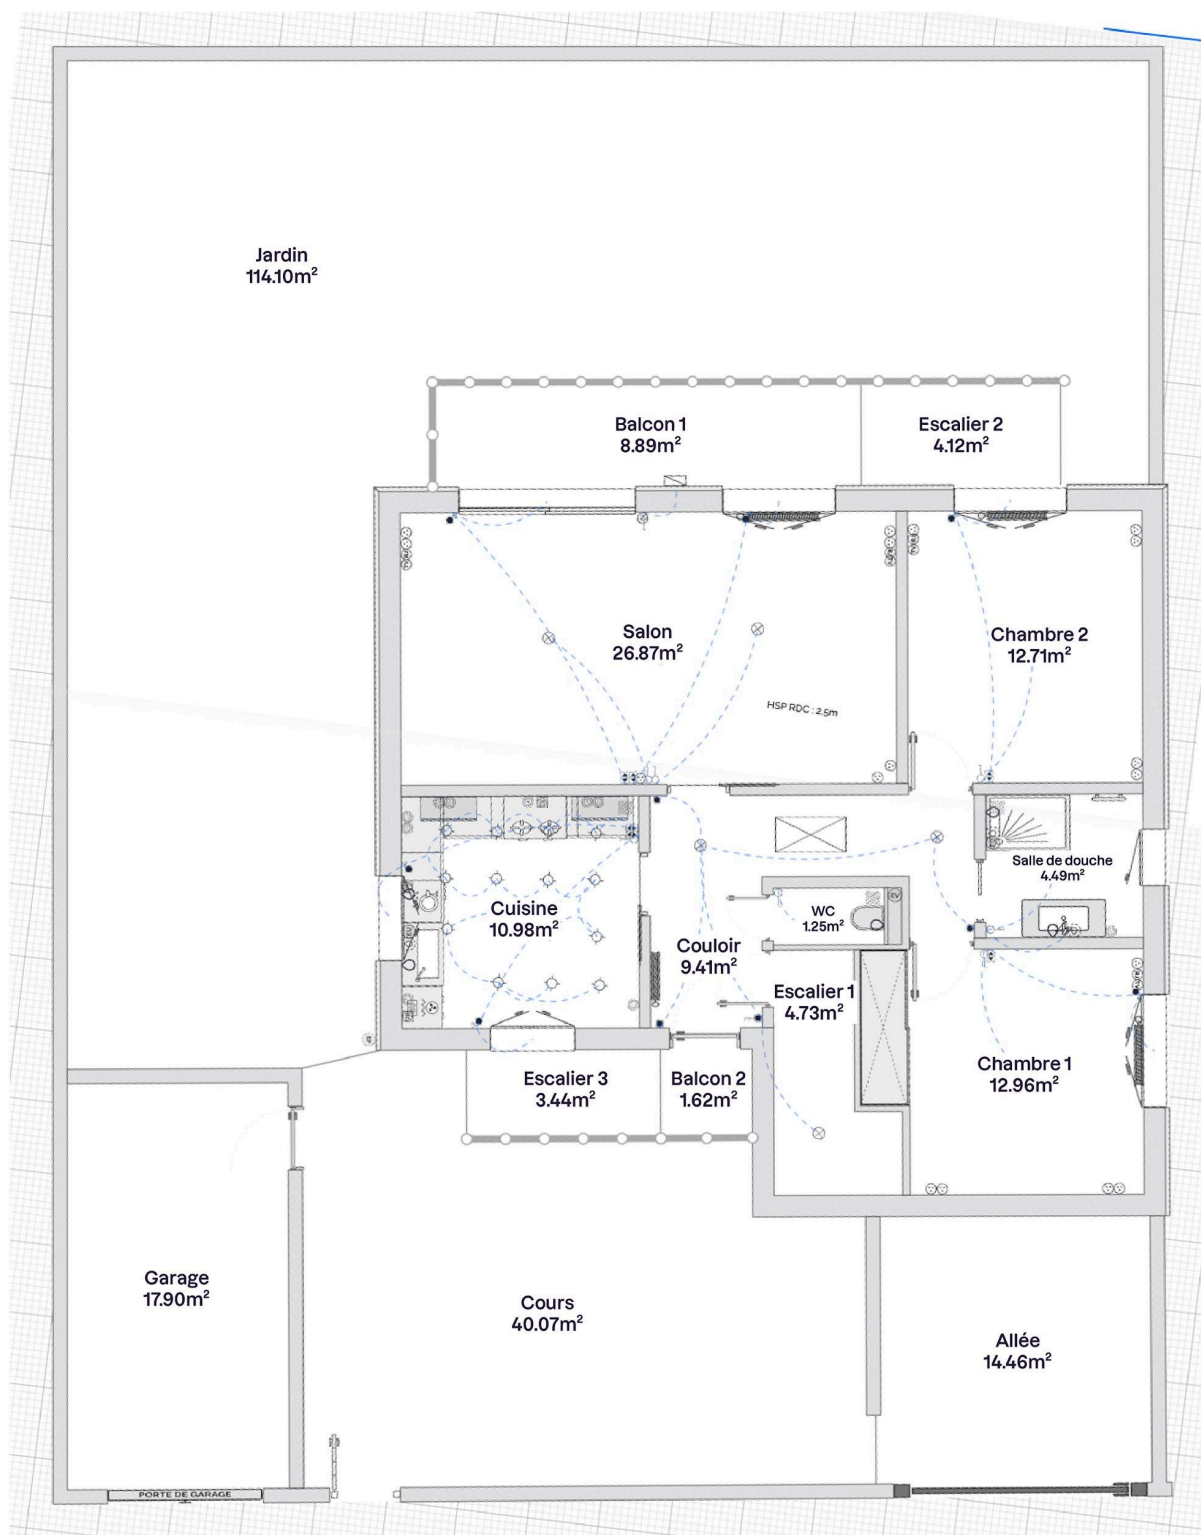 Jardin
114.10m²
Balcon 1
8.89m²
Escalier 2
4.12m²
Salon
26.87m²
Chambre 2
12.71m²
HSP RDC : 2.5m
Salle de douche
4.49m²
Cuisine
10.98m²
WC
1.25m²
Couloir
9.41m²
Escalier 1
4.73m²
Chambre 1
12.96m²
Escalier 3
3.44m²
Balcon 2
1.62m²
Garage
17.90m²
Cours
40.07m²
Allée
14.46m²
PORTE DE GARAGE